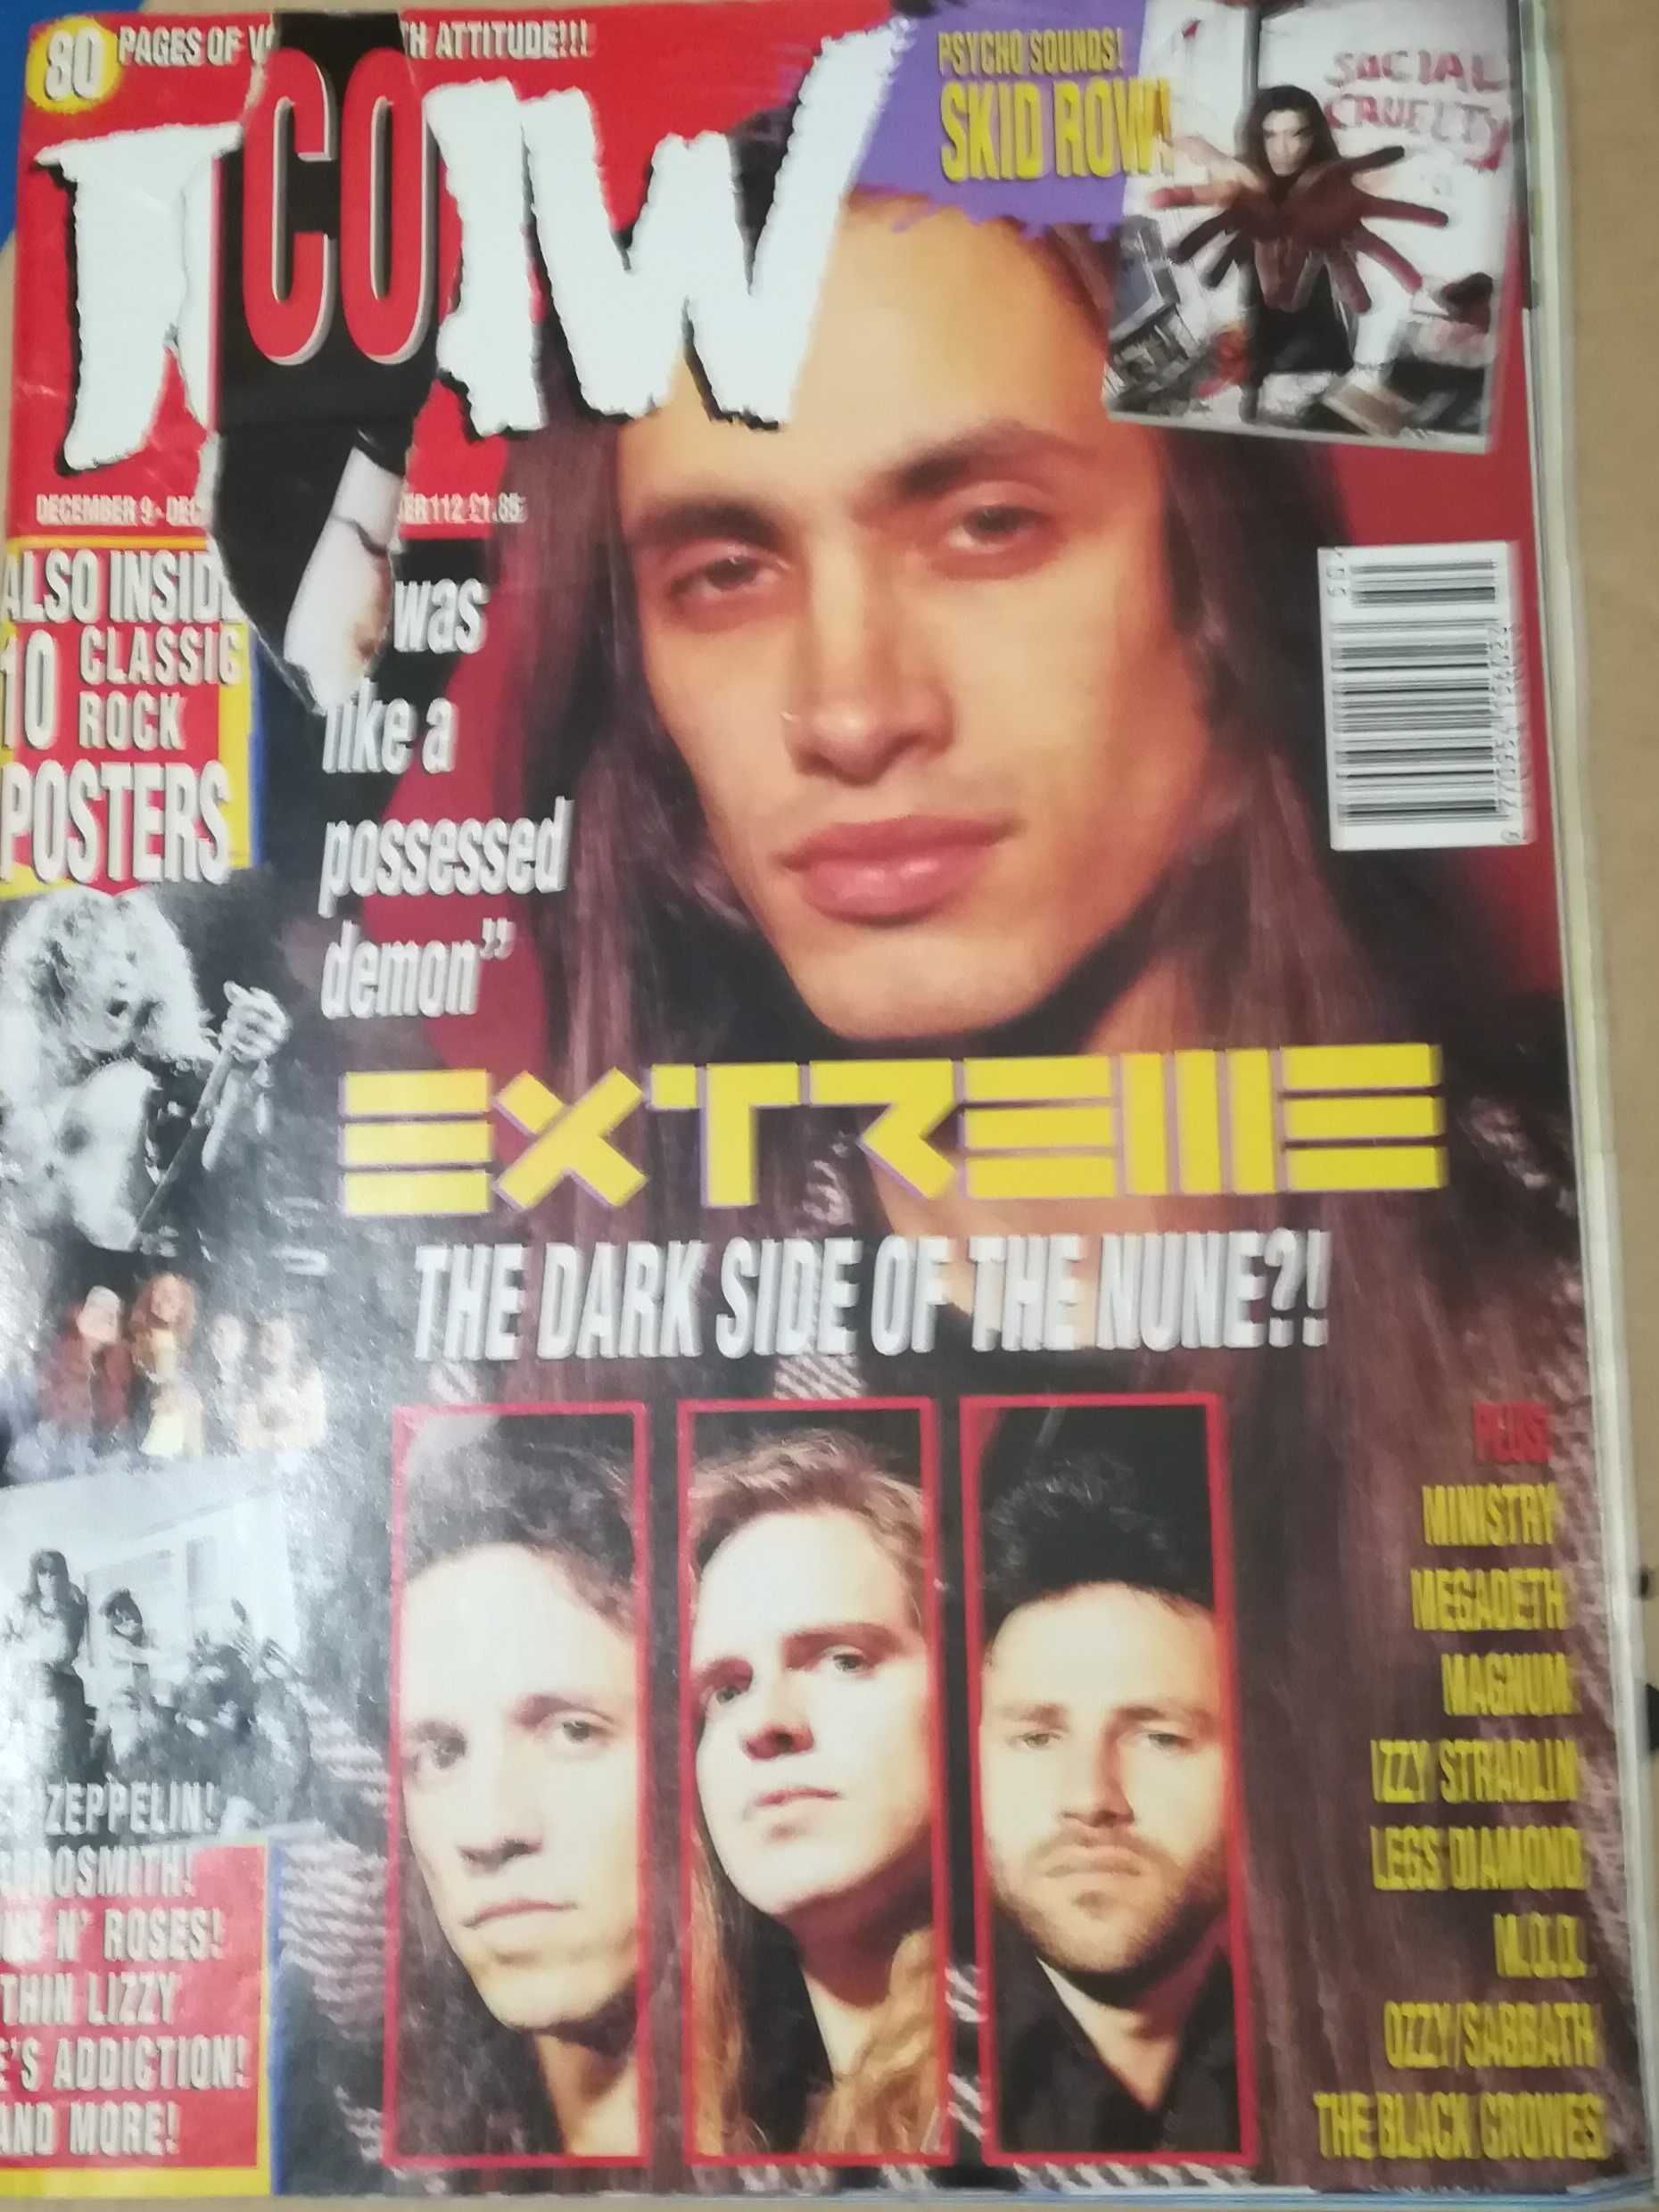 80 PAGES OF
H ATTITUDE!!!
CO
W
PSYCHO SOUNDS!
SKID ROW!
SOCIAL
CRUELTY
DECEMBER 9 - DEC
ER 112 £1.85
ALSO INSIDE
10 CLASSIC
ROCK
POSTERS
was
like a
possessed
demon”
EXTREME
THE DARK SIDE OF THE NUNE?!
PLUS
MINISTRY
MEGADETH
MAGNUM
IZZY STRADLIN
LEGS DIAMOND
M.O.D.
OZZY/SABBATH
THE BLACK CROWES
ZEPPELIN!
ROSMITH!
NS N' ROSES!
THIN LIZZY
E'S ADDICTION!
AND MORE!